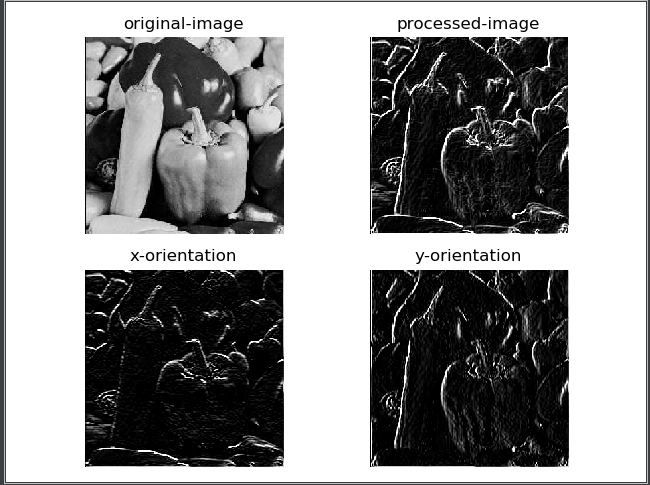 original-image
processed-image
x-orientation
y-orientation